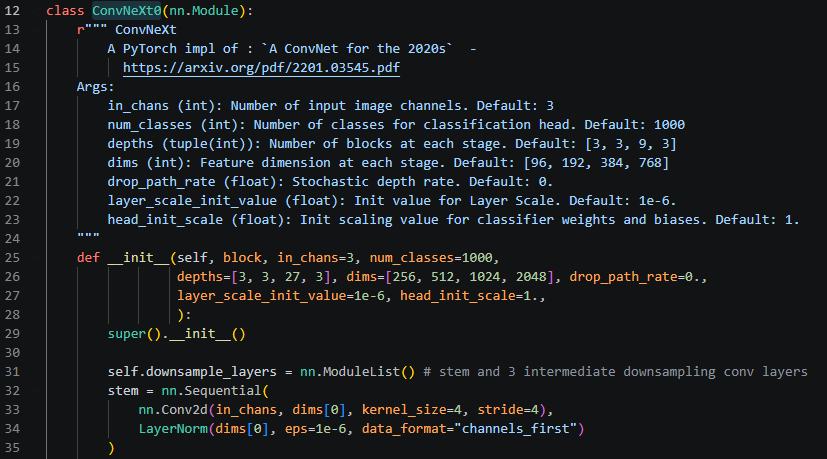 12 class ConvNeXt0(nn.Module):
13     r""" ConvNeXt
14         A PyTorch impl of : `A ConvNet for the 2020s`  -
15           https://arxiv.org/pdf/2201.03545.pdf
16     Args:
17         in_chans (int): Number of input image channels. Default: 3
18         num_classes (int): Number of classes for classification head. Default: 1000
19         depths (tuple(int)): Number of blocks at each stage. Default: [3, 3, 9, 3]
20         dims (int): Feature dimension at each stage. Default: [96, 192, 384, 768]
21         drop_path_rate (float): Stochastic depth rate. Default: 0.
22         layer_scale_init_value (float): Init value for Layer Scale. Default: 1e-6.
23         head_init_scale (float): Init scaling value for classifier weights and biases. Default: 1.
24     """
25     def __init__(self, block, in_chans=3, num_classes=1000,
26                  depths=[3, 3, 27, 3], dims=[256, 512, 1024, 2048], drop_path_rate=0.,
27                  layer_scale_init_value=1e-6, head_init_scale=1.,
28                  ):
29         super().__init__()
30
31         self.downsample_layers = nn.ModuleList() # stem and 3 intermediate downsampling conv layers
32         stem = nn.Sequential(
33             nn.Conv2d(in_chans, dims[0], kernel_size=4, stride=4),
34             LayerNorm(dims[0], eps=1e-6, data_format="channels_first")
35         )